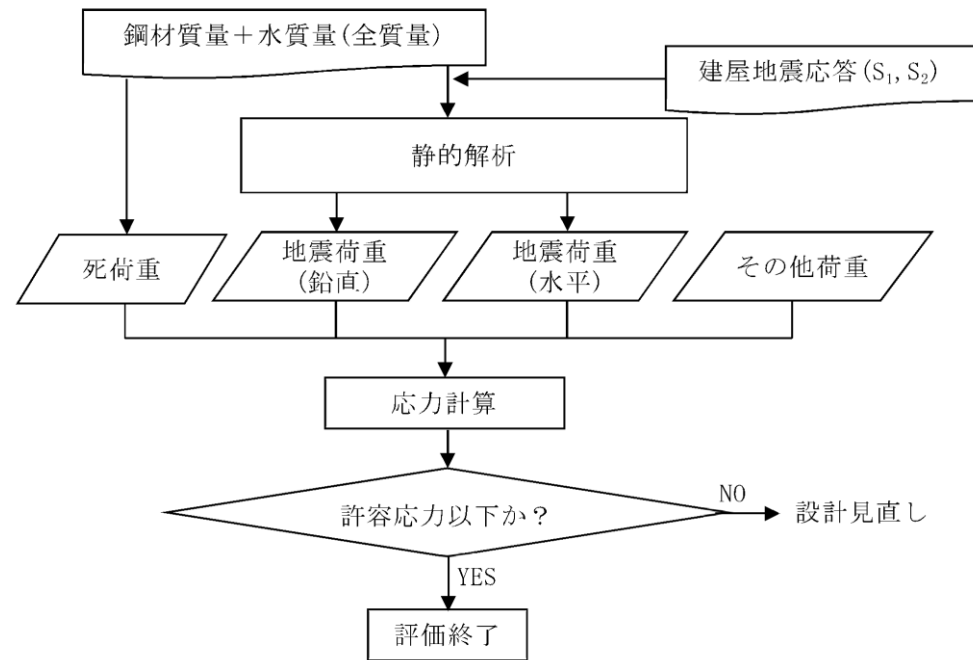 鋼材質量＋水質量(全質量)
建屋地震応答(S₁,S₂)
静的解析
死荷重
地震荷重
(鉛直)
地震荷重
(水平)
その他荷重
応力計算
許容応力以下か？
NO
設計見直し
YES
評価終了